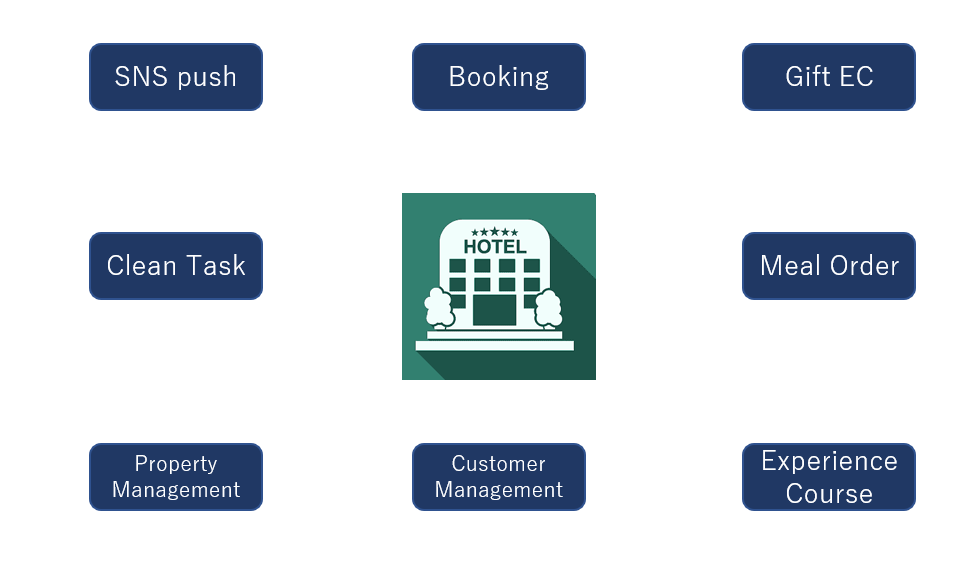 SNS push
Booking
Gift EC
HOTEL
Clean Task
Meal Order
Property
Management
Customer
Management
Experience
Course